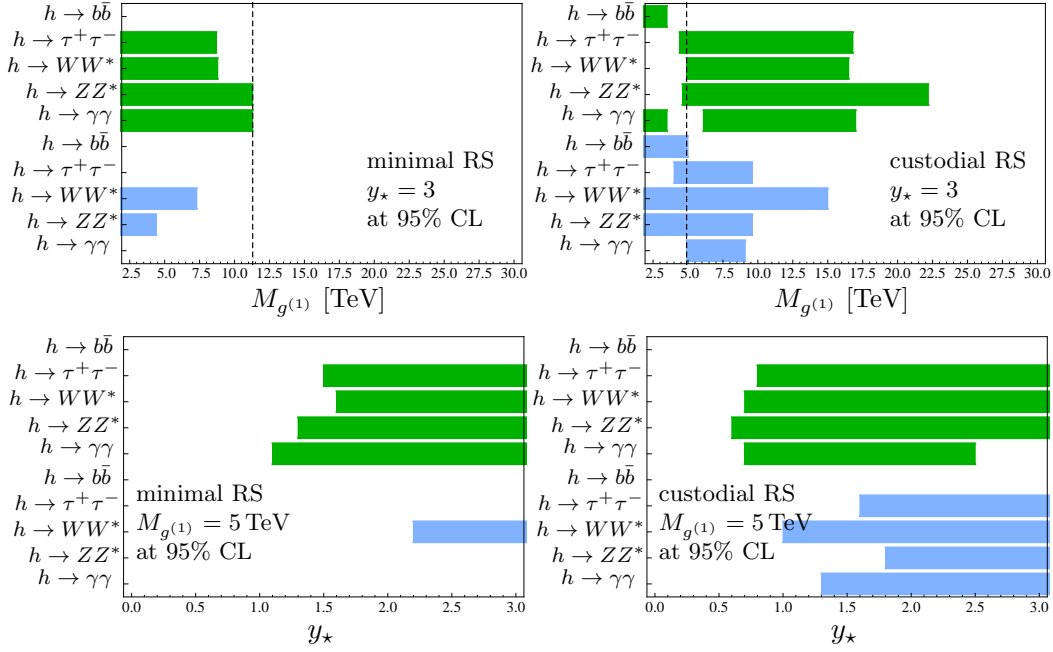 h → bb̄
h → τ⁺τ⁻
h → WW*
h → ZZ*
h → γγ
h → bb̄
h → τ⁺τ⁻
h → WW*
h → ZZ*
h → γγ
minimal RS
y⋆ = 3
at 95% CL
2.5 5.0 7.5 10.0 12.5 15.0 17.5 20.0 22.5 25.0 27.5 30.0
M_g⁽¹⁾ [TeV]
h → bb̄
h → τ⁺τ⁻
h → WW*
h → ZZ*
h → γγ
h → bb̄
h → τ⁺τ⁻
h → WW*
h → ZZ*
h → γγ
custodial RS
y⋆ = 3
at 95% CL
2.5 5.0 7.5 10.0 12.5 15.0 17.5 20.0 22.5 25.0 27.5 30.0
M_g⁽¹⁾ [TeV]
h → bb̄
h → τ⁺τ⁻
h → WW*
h → ZZ*
h → γγ
h → bb̄
h → τ⁺τ⁻
h → WW*
h → ZZ*
h → γγ
minimal RS
M_g⁽¹⁾ = 5 TeV
at 95% CL
0.0 0.5 1.0 1.5 2.0 2.5 3.0
y⋆
h → bb̄
h → τ⁺τ⁻
h → WW*
h → ZZ*
h → γγ
h → bb̄
h → τ⁺τ⁻
h → WW*
h → ZZ*
h → γγ
custodial RS
M_g⁽¹⁾ = 5 TeV
at 95% CL
0.0 0.5 1.0 1.5 2.0 2.5 3.0
y⋆